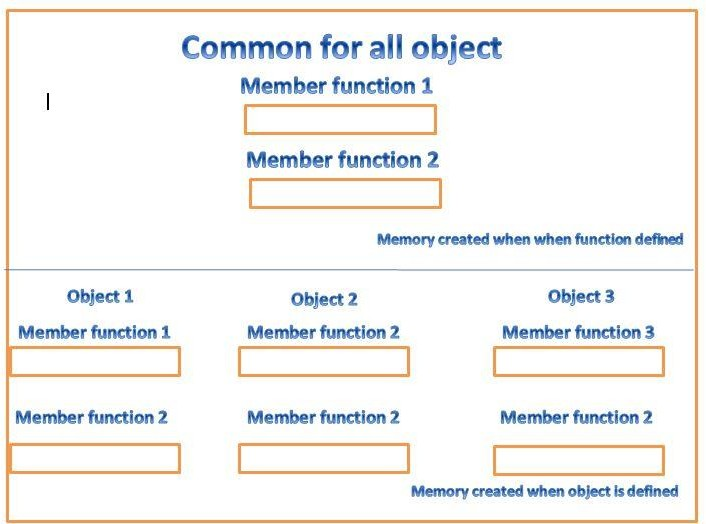 Common for all object
Member function 1
Member function 2
Memory created when when function defined
Object 1 Object 2 Object 3
Member function 1 Member function 2 Member function 3
Member function 2 Member function 2 Member function 2
Memory created when object is defined